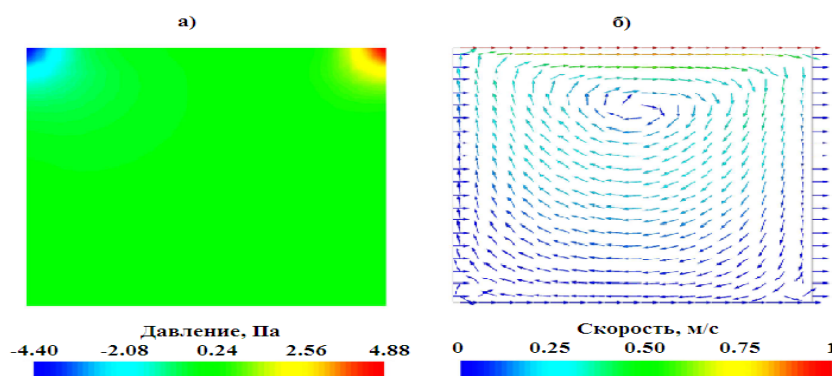 а) б)
Давление, Па
-4.40 -2.08 0.24 2.56 4.88
Скорость, м/с
0 0.25 0.50 0.75 1